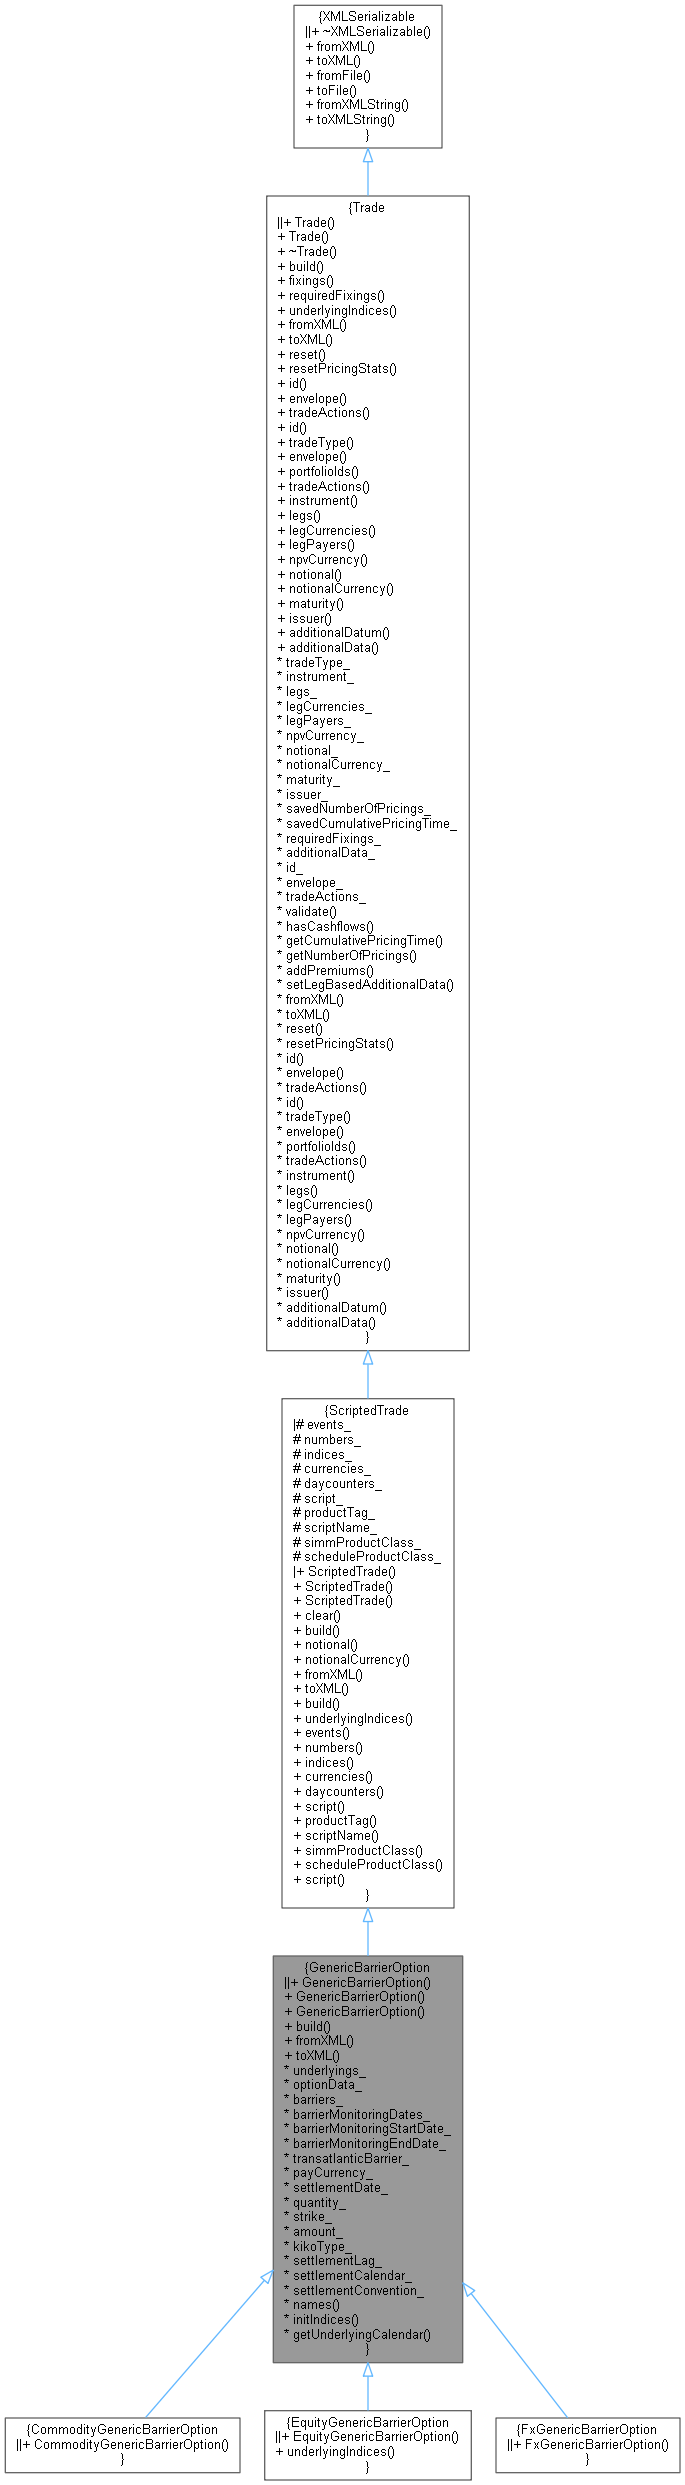 {XMLSerializable
||+ ~XMLSerializable()
+ fromXML()
+ toXML()
+ fromFile()
+ toFile()
+ fromXMLString()
+ toXMLString()
}
{Trade
||+ Trade()
+ Trade()
+ ~Trade()
+ build()
+ fixings()
+ requiredFixings()
+ underlyingIndices()
+ fromXML()
+ toXML()
+ reset()
+ resetPricingStats()
+ id()
+ envelope()
+ tradeActions()
+ id()
+ tradeType()
+ envelope()
+ portfolioIds()
+ tradeActions()
+ instrument()
+ legs()
+ legCurrencies()
+ legPayers()
+ npvCurrency()
+ notional()
+ notionalCurrency()
+ maturity()
+ issuer()
+ additionalDatum()
+ additionalData()
* tradeType_
* instrument_
* legs_
* legCurrencies_
* legPayers_
* npvCurrency_
* notional_
* notionalCurrency_
* maturity_
* issuer_
* savedNumberOfPricings_
* savedCumulativePricingTime_
* requiredFixings_
* additionalData_
* id_
* envelope_
* tradeActions_
* validate()
* hasCashflows()
* getCumulativePricingTime()
* getNumberOfPricings()
* addPremiums()
* setLegBasedAdditionalData()
* fromXML()
* toXML()
* reset()
* resetPricingStats()
* id()
* envelope()
* tradeActions()
* id()
* tradeType()
* envelope()
* portfolioIds()
* tradeActions()
* instrument()
* legs()
* legCurrencies()
* legPayers()
* npvCurrency()
* notional()
* notionalCurrency()
* maturity()
* issuer()
* additionalDatum()
* additionalData()
}
{ScriptedTrade
|# events_
# numbers_
# indices_
# currencies_
# daycounters_
# script_
# productTag_
# scriptName_
# simmProductClass_
# scheduleProductClass_
|+ ScriptedTrade()
+ ScriptedTrade()
+ ScriptedTrade()
+ clear()
+ build()
+ notional()
+ notionalCurrency()
+ fromXML()
+ toXML()
+ build()
+ underlyingIndices()
+ events()
+ numbers()
+ indices()
+ currencies()
+ daycounters()
+ script()
+ productTag()
+ scriptName()
+ simmProductClass()
+ scheduleProductClass()
+ script()
}
{GenericBarrierOption
||+ GenericBarrierOption()
+ GenericBarrierOption()
+ GenericBarrierOption()
+ build()
+ fromXML()
+ toXML()
* underlyings_
* optionData_
* barriers_
* barrierMonitoringDates_
* barrierMonitoringStartDate_
* barrierMonitoringEndDate_
* transatlanticBarrier_
* payCurrency_
* settlementDate_
* quantity_
* strike_
* amount_
* kikoType_
* settlementLag_
* settlementCalendar_
* settlementConvention_
* names()
* initIndices()
* getUnderlyingCalendar()
}
{CommodityGenericBarrierOption
||+ CommodityGenericBarrierOption()
}
{EquityGenericBarrierOption
||+ EquityGenericBarrierOption()
+ underlyingIndices()
}
{FxGenericBarrierOption
||+ FxGenericBarrierOption()
}